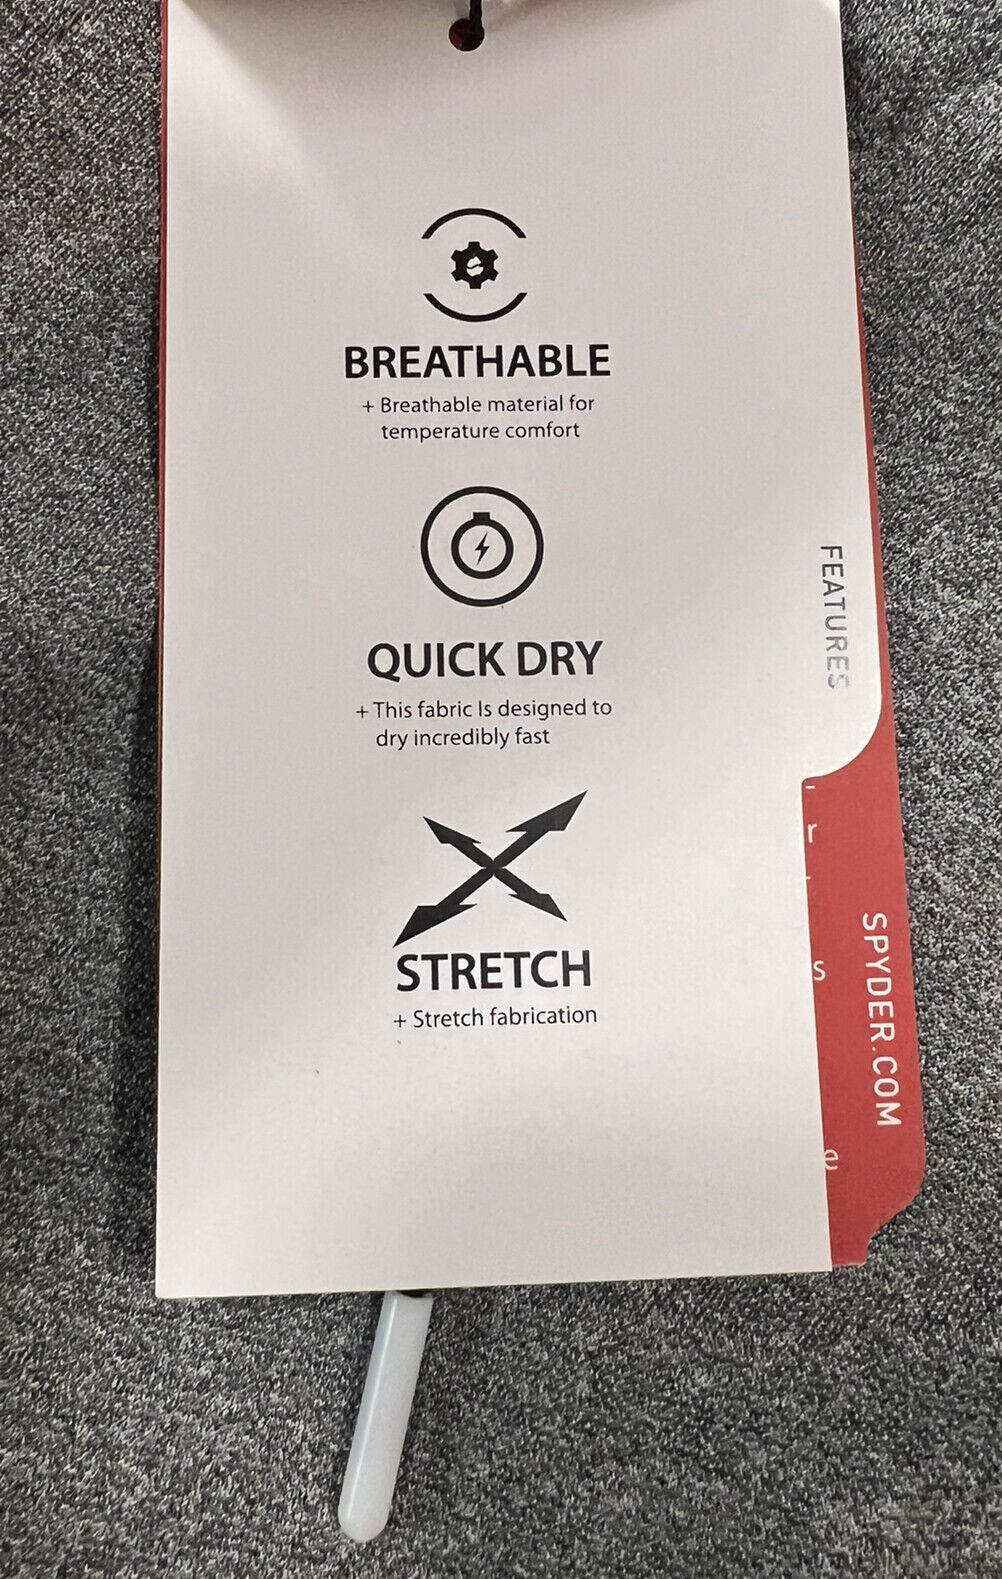 BREATHABLE
+ Breathable material for
temperature comfort
QUICK DRY
+ This fabric Is designed to
dry incredibly fast
STRETCH
+ Stretch fabrication
FEATURES
SPYDER.COM
r
s
e